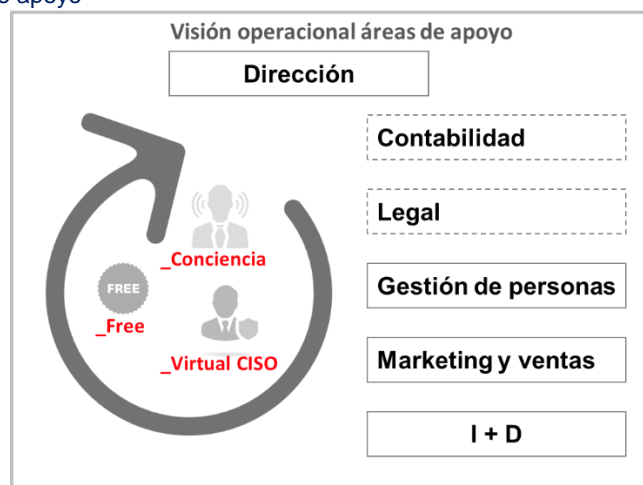 apoyo
Visión operacional áreas de apoyo
Dirección
Contabilidad
Legal
_Conciencia
FREE
_Free
Gestión de personas
_Virtual CISO
Marketing y ventas
I + D